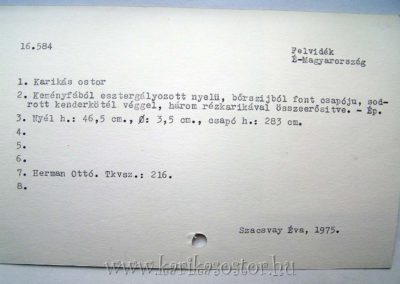 16.584
Felvidék
É-Magyarország
1. Karikás ostor
2. Keményfából esztergályozott nyelü, bőrszijból font csapóju, sod-
rott kenderkötél véggel, három rézkarikával összeerősitve. - Ép.
3. Nyél h.: 46,5 cm., Ø: 3,5 cm., csapó h.: 283 cm.
4.
5.
6.
7. Herman Ottó. Tkvsz.: 216.
8.
Szacsvay Éva, 1975.
www.karikasostor.hu